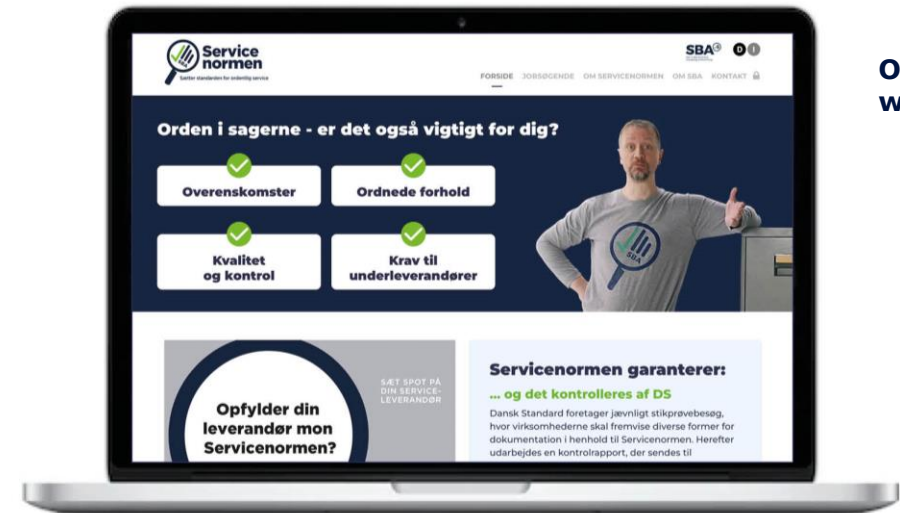 Service
normen
Sætter standarden for ordentlig service
SBA
D I
FORSIDE JOBSØGENDE OM SERVICENORMEN OM SBA KONTAKT
Orden i sagerne - er det også vigtigt for dig?
Overenskomster
Ordnede forhold
Kvalitet
og kontrol
Krav til
underleverandører
SBA
SÆT SPOT PÅ
DIN SERVICE-
LEVERANDØR
Opfylder din
leverandør mon
Servicenormen?
Servicenormen garanterer:
... og det kontrolleres af DS
Dansk Standard foretager jævnligt stikprøvebesøg,
hvor virksomhederne skal fremvise diverse former for
dokumentation i henhold til Servicenormen. Herefter
udarbejdes en kontrolrapport, der sendes til